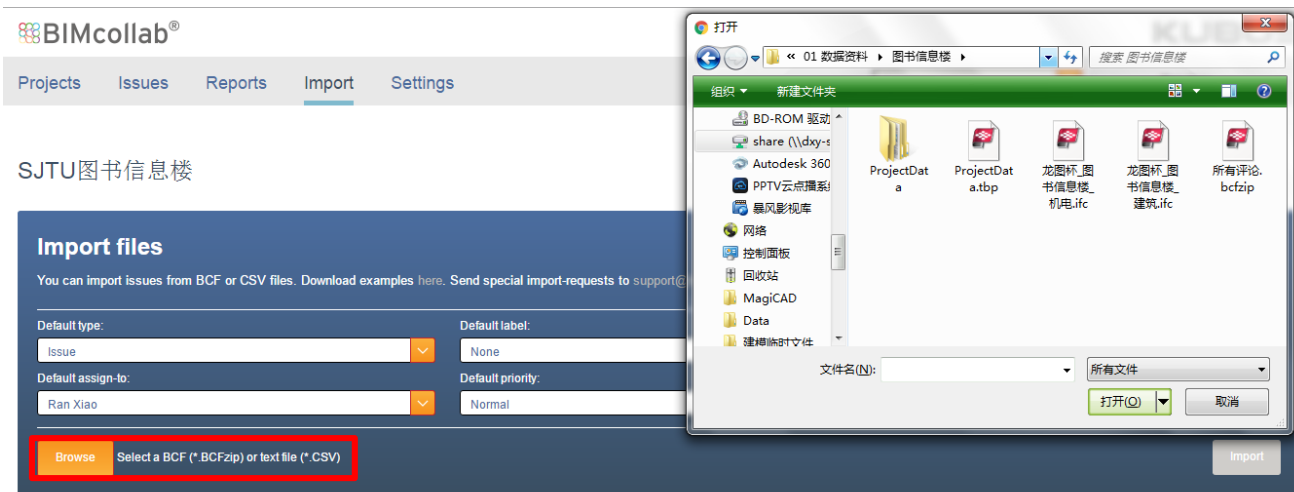 BIMcollab®
Projects Issues Reports Import Settings
SJTU图书信息楼
Import files
You can import issues from BCF or CSV files. Download examples here. Send special import-requests to support@
Default type:
Default label:
Issue
None
Default assign-to:
Default priority:
Ran Xiao
Normal
Browse
Select a BCF (*.BCFzip) or text file (*.CSV)
Import
打开
« 01 数据资料 ▸ 图书信息楼 ▸
搜索 图书信息楼
组织 新建文件夹
BD-ROM 驱动
share (\\dxy-s
Autodesk 360
PPTV云点播系
暴风影视库
网络
控制面板
回收站
MagiCAD
Data
建模临时文件
ProjectDat
a
ProjectDat
a.tbp
龙图杯_图
书信息楼_
机电.ifc
龙图杯_图
书信息楼_
建筑.ifc
所有评论.
bcfzip
文件名(N):
所有文件
打开(O)
取消